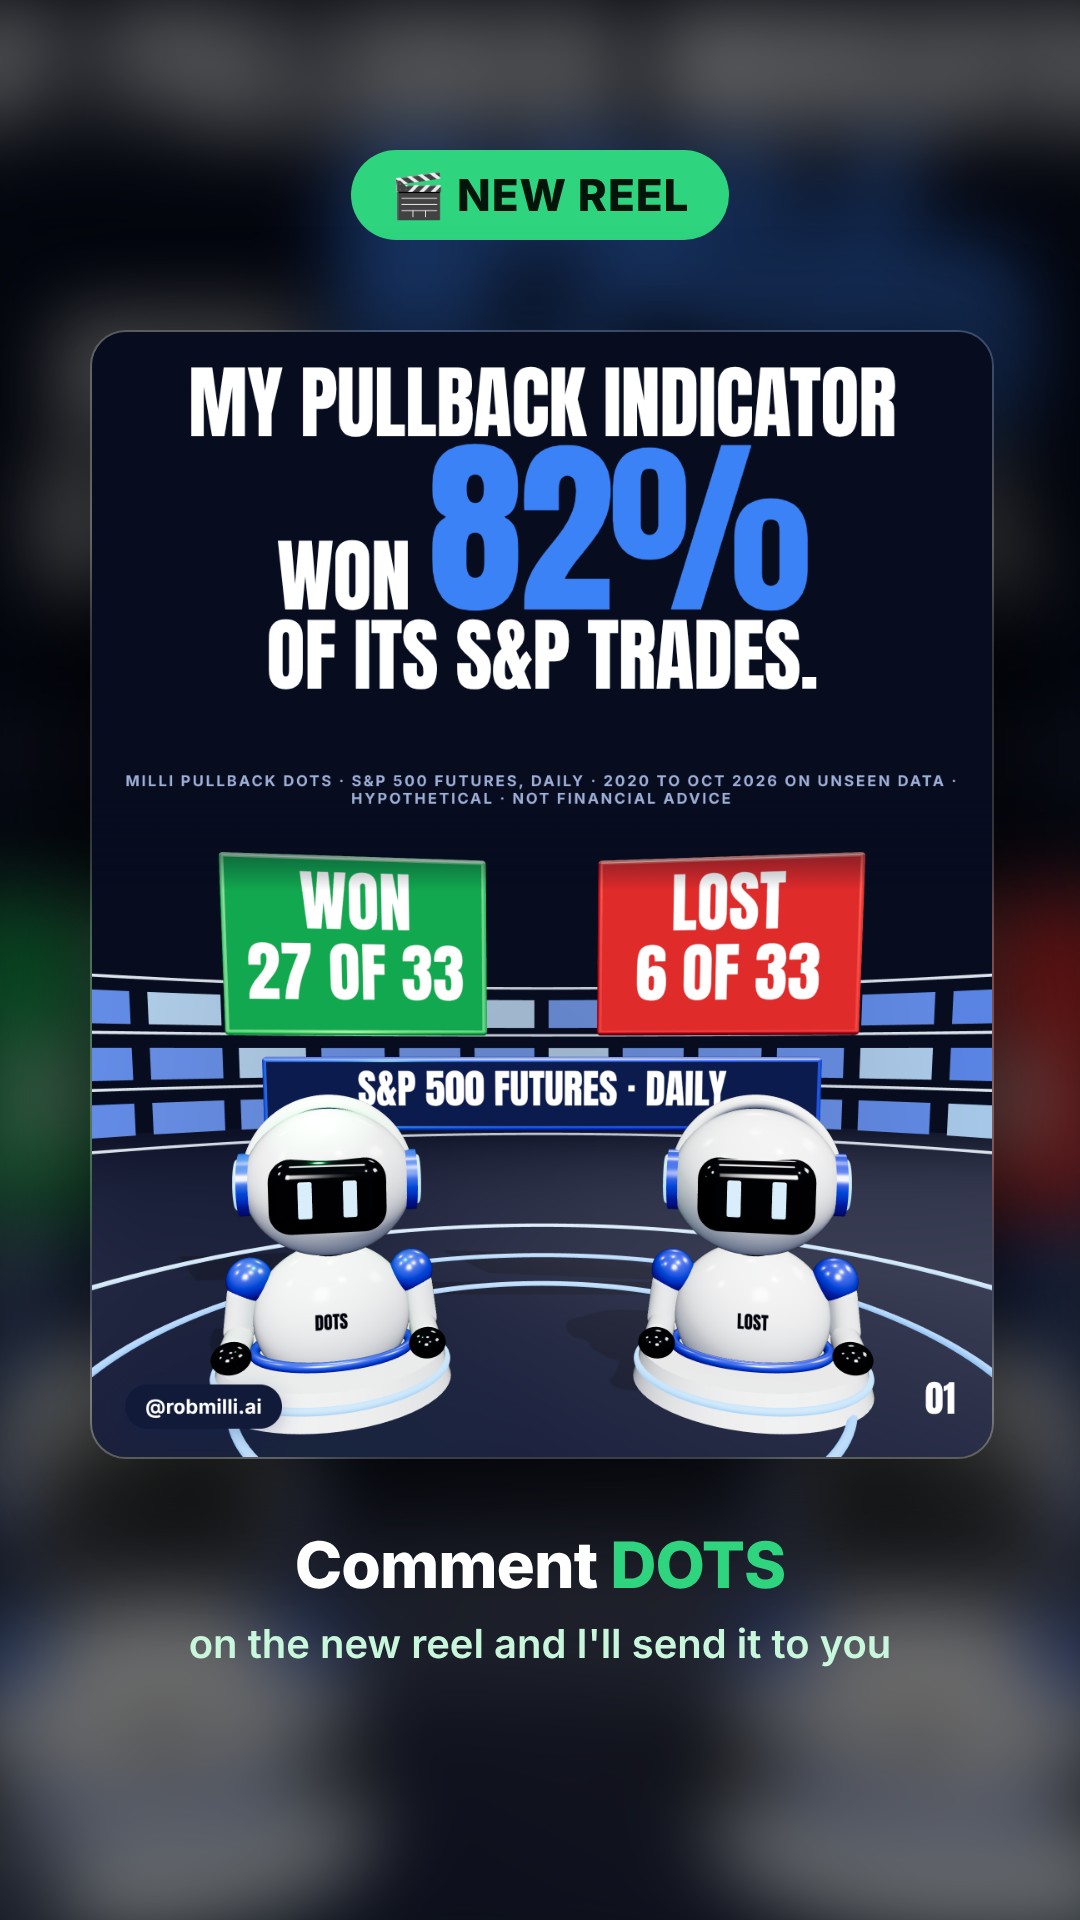 🎬 NEW REEL
MY PULLBACK INDICATOR
WON 82%
OF ITS S&P TRADES.
MILLI PULLBACK DOTS · S&P 500 FUTURES, DAILY · 2020 TO OCT 2026 ON UNSEEN DATA ·
HYPOTHETICAL · NOT FINANCIAL ADVICE
WON
27 OF 33
LOST
6 OF 33
S&P 500 FUTURES · DAILY
DOTS
LOST
@robmilli.ai
01
Comment DOTS
on the new reel and I'll send it to you